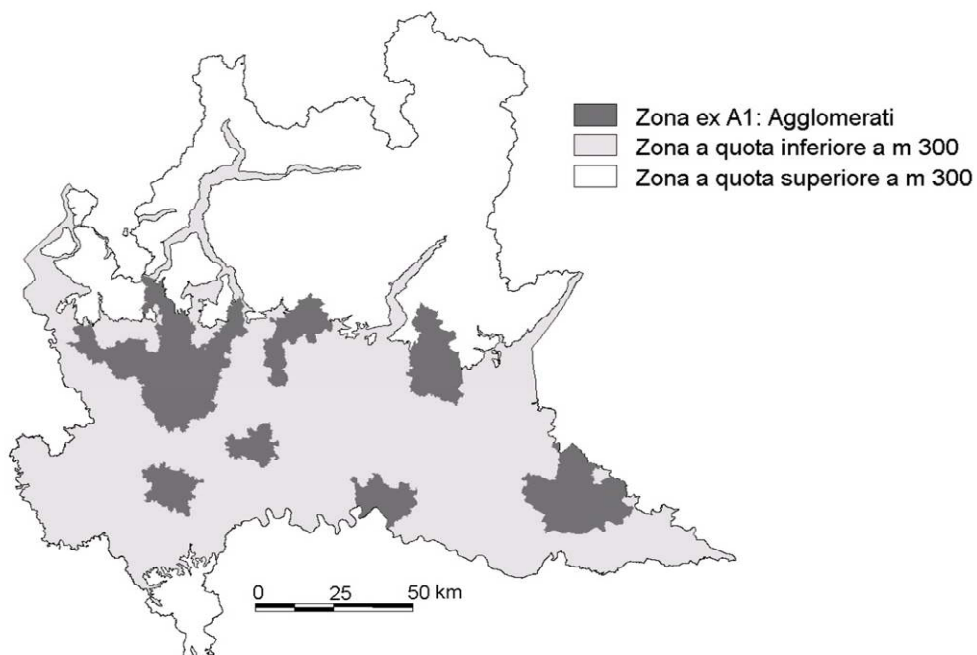 Zona ex A1: Agglomerati
Zona a quota inferiore a m 300
Zona a quota superiore a m 300
0 25 50 km